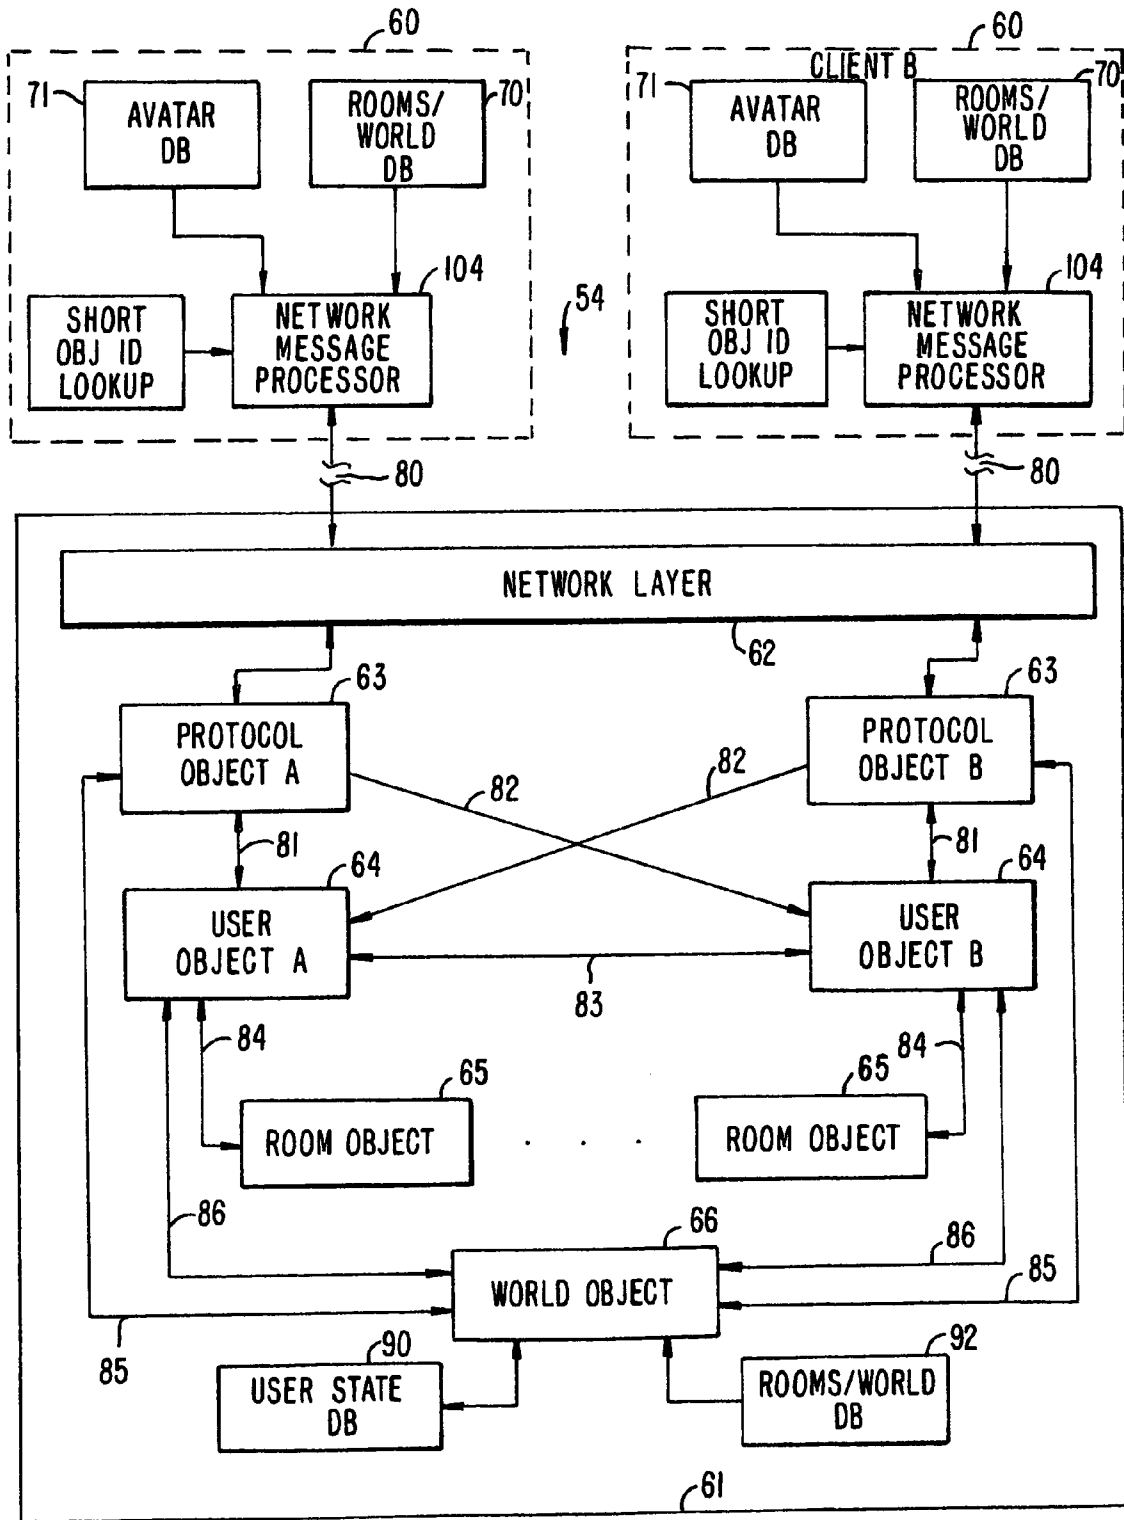 60
60
CLIENT B
71
AVATAR
DB
ROOMS/
WORLD
DB
70
71
AVATAR
DB
ROOMS/
WORLD
DB
70
104
SHORT
OBJ ID
LOOKUP
NETWORK
MESSAGE
PROCESSOR
54
104
SHORT
OBJ ID
LOOKUP
NETWORK
MESSAGE
PROCESSOR
80
80
NETWORK LAYER
62
63
PROTOCOL
OBJECT A
63
PROTOCOL
OBJECT B
82
82
81
81
64
USER
OBJECT A
64
USER
OBJECT B
83
84
84
65
ROOM OBJECT
. . .
65
ROOM OBJECT
86
66
WORLD OBJECT
86
85
85
90
USER STATE
DB
92
ROOMS/WORLD
DB
61